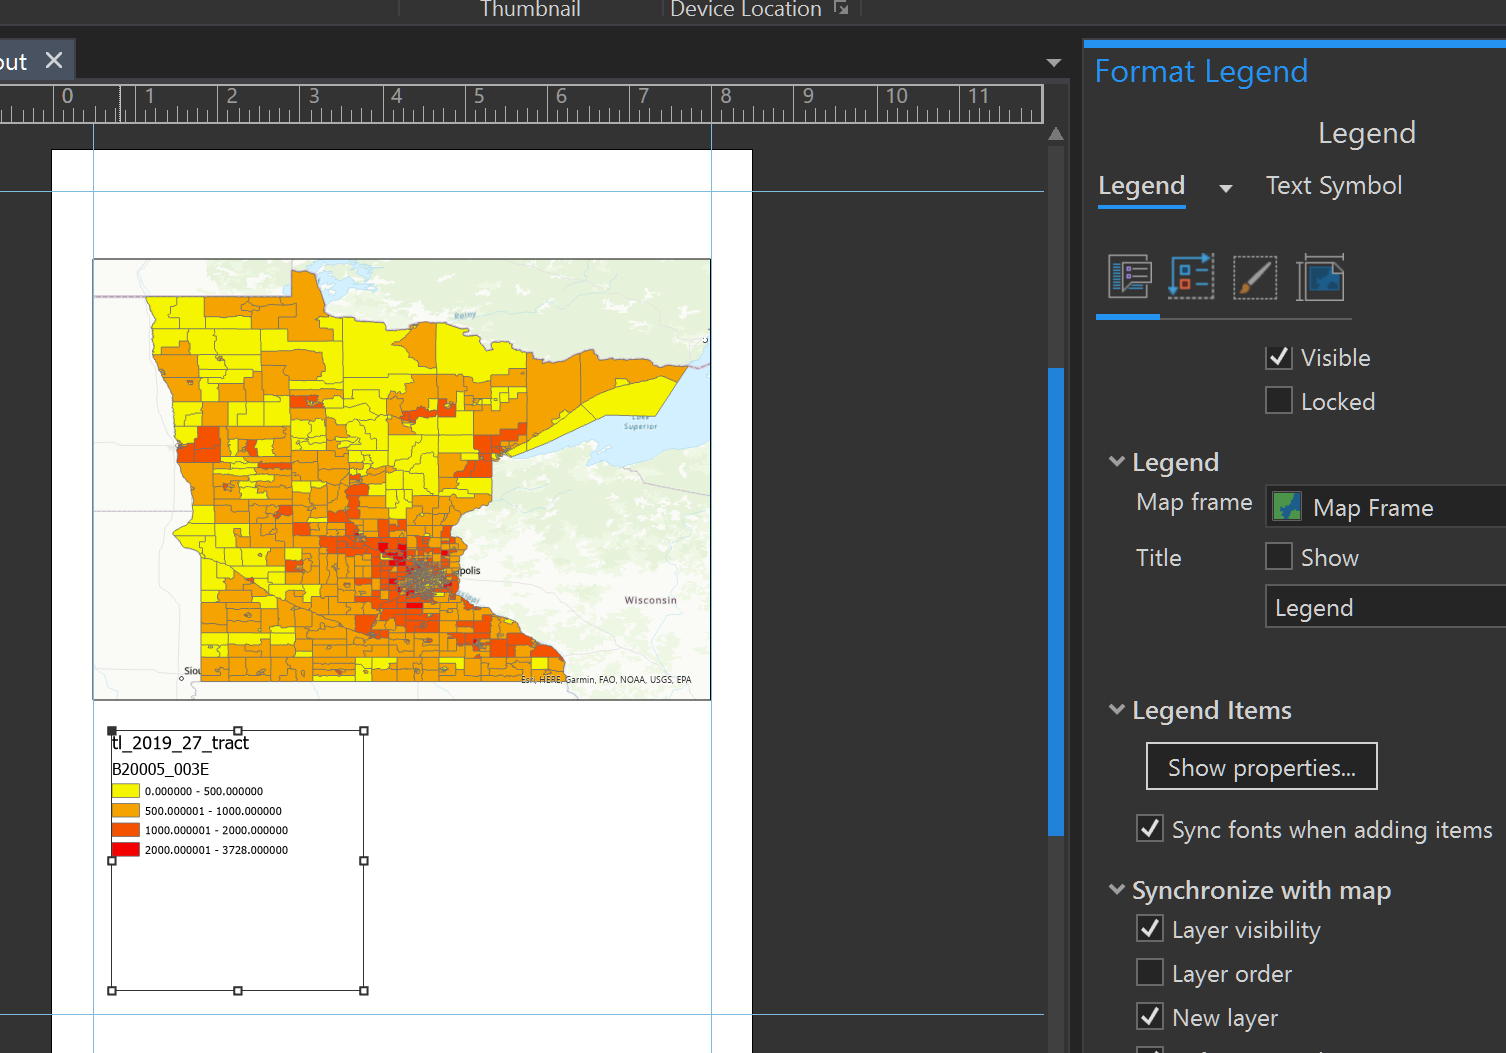 Thumbnail
Device Location
out
0 1 2 3 4 5 6 7 8 9 10 11
Format Legend
Legend
Legend
Text Symbol
Visible
Locked
Legend
Map frame
Map Frame
Title
Show
Legend
Legend Items
Show properties...
Sync fonts when adding items
Synchronize with map
Layer visibility
Layer order
New layer
Rainy
Lake
Superior
polis
Wisconsin
Siou
Esri, HERE, Garmin, FAO, NOAA, USGS, EPA
tl_2019_27_tract
B20005_003E
0.000000 - 500.000000
500.000001 - 1000.000000
1000.000001 - 2000.000000
2000.000001 - 3728.000000